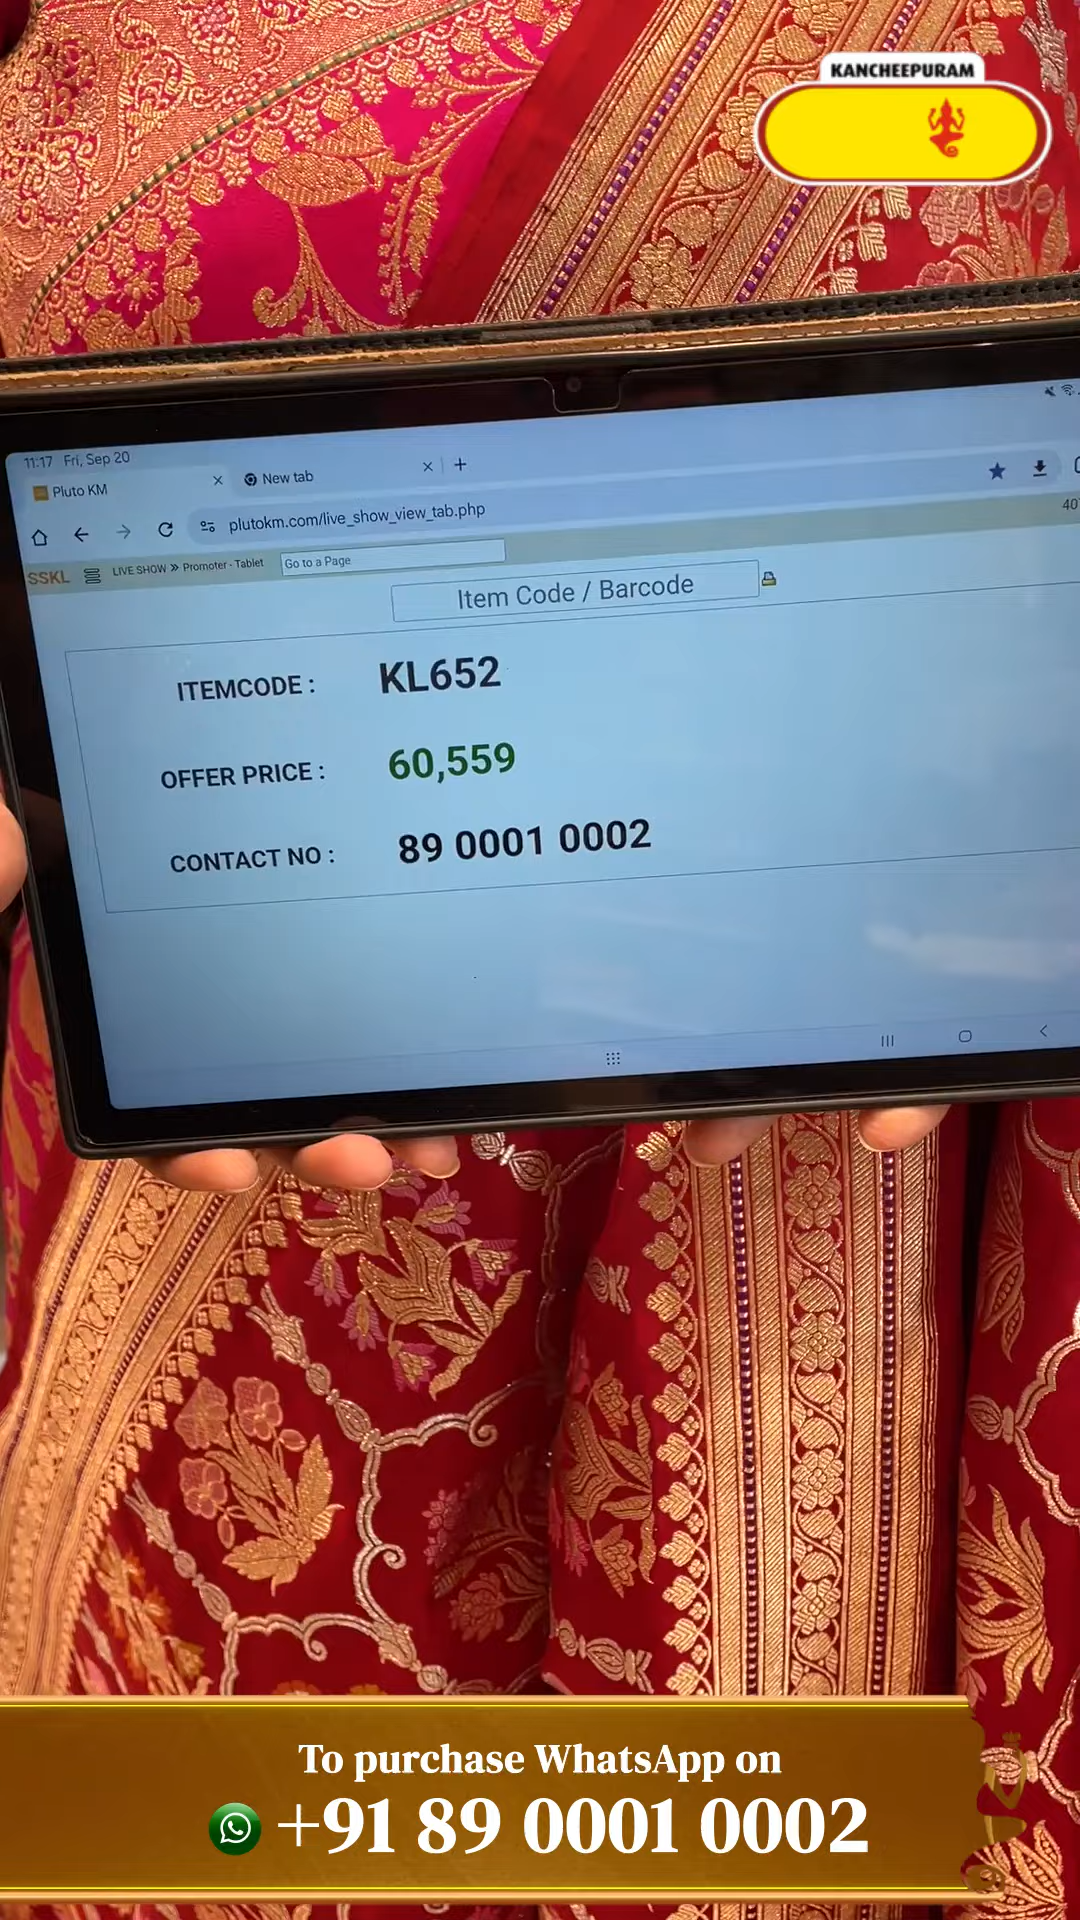 KANCHEEPURAM
11:17 Fri, Sep 20
Pluto KM
New tab
plutokm.com/live_show_view_tab.php
SSKL
LIVE SHOW » Promoter - Tablet
Go to a Page
Item Code / Barcode
ITEMCODE : KL652
OFFER PRICE : 60,559
CONTACT NO : 89 0001 0002
To purchase WhatsApp on
+91 89 0001 0002